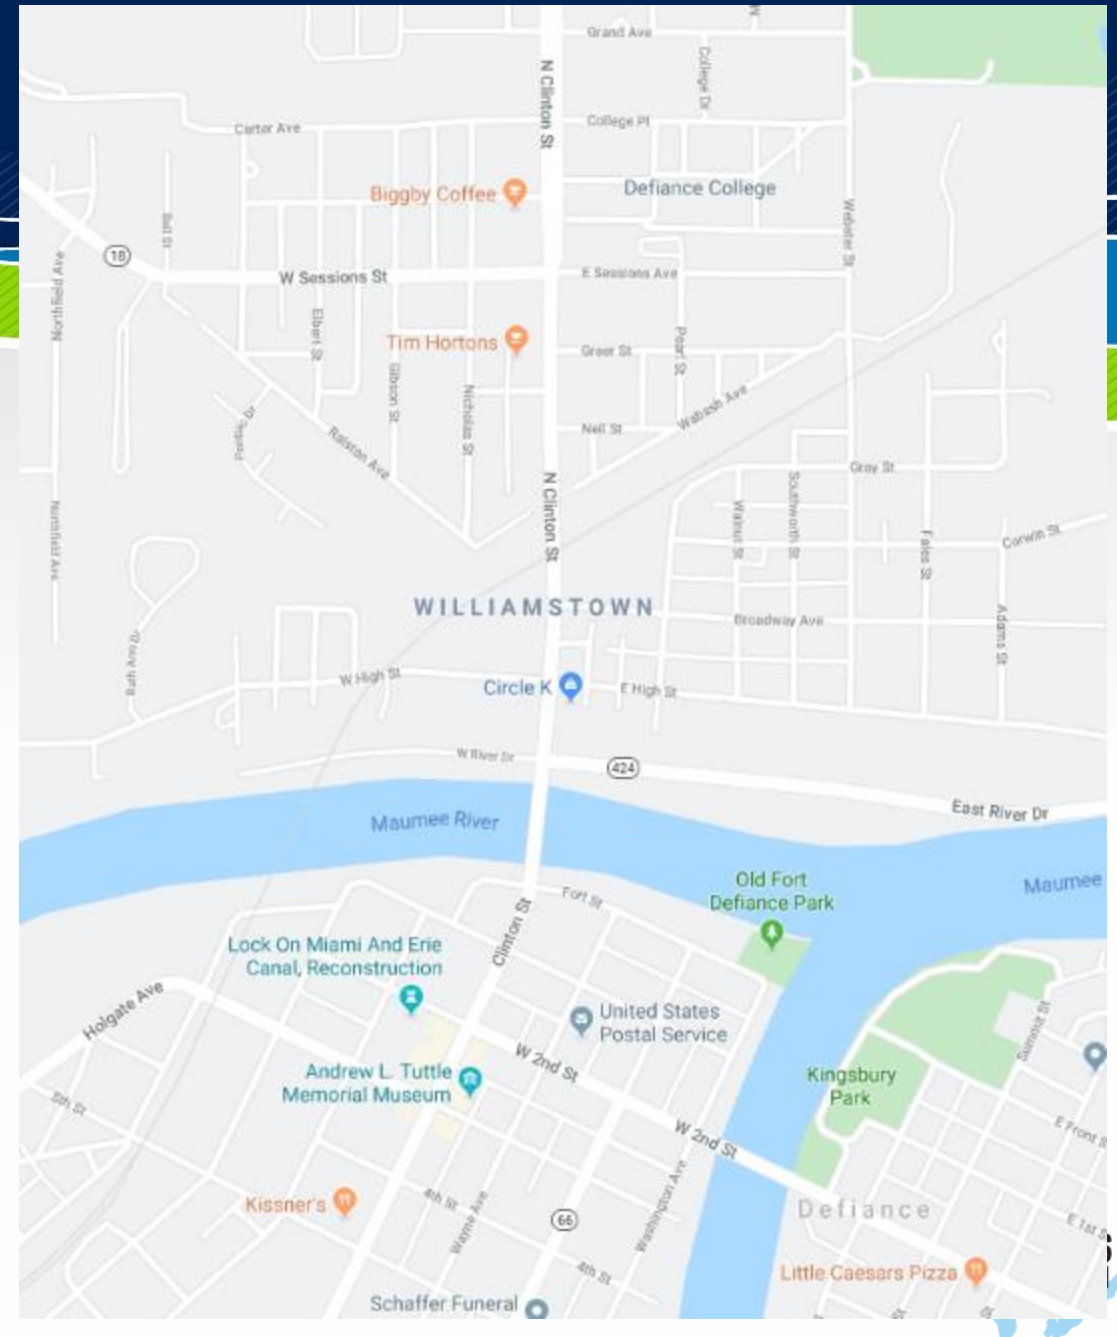 Grand Ave
College Dr
N Clinton St
Carter Ave
College Pl
Biggby Coffee
Defiance College
Bell St
Webster St
18
Northfield Ave
W Sessions St
E Sessions Ave
Elbert St
Tim Hortons
Greer St
Pearl St
Gibson St
Nicholas St
Wabash Ave
Ralston Ave
Nell St
Gray St
N Clinton St
Southworth St
Walnut St
Northfield Ave
Fales St
Corwin St
WILLIAMSTOWN
Broadway Ave
Adams St
Ruth Ann Dr
W High St
Circle K
E High St
W River Dr
424
East River Dr
Maumee River
Old Fort
Defiance Park
Maumee
Fort St
Clinton St
Lock On Miami And Erie
Canal, Reconstruction
Holgate Ave
United States
Postal Service
Summit St
W 2nd St
Andrew L. Tuttle
Memorial Museum
Kingsbury
Park
5th St
E Front S
W 2nd St
Kissner's
4th St
Wayne Ave
66
Washington Ave
Defiance
E 1st S
4th St
Little Caesars Pizza
Schaffer Funeral